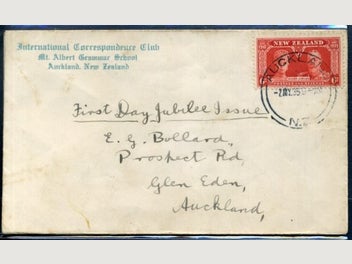 International Correspondence Club
Mt. Albert Grammar School
Auckland, New Zealand
NEW ZEALAND
AUCKLAND
N.Z
First Day Jubilee Issue
E. G. Bollard,
Prospect Rd,
Glen Eden,
Auckland,